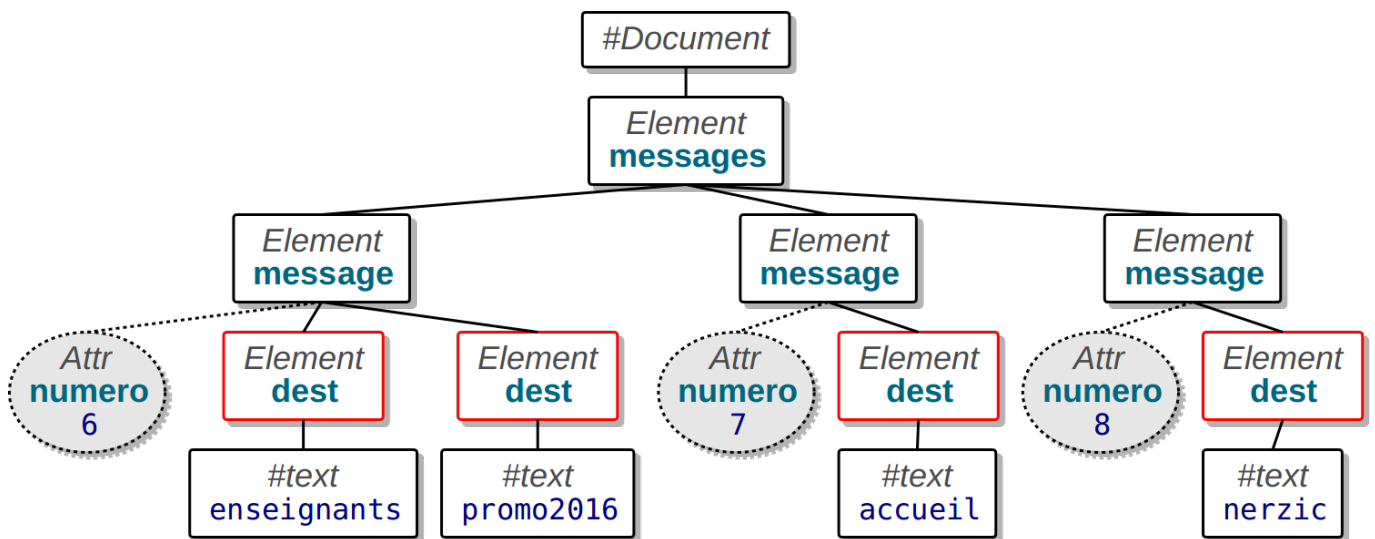 #Document
Element
messages
Element
message
Element
message
Element
message
Attr
numero
6
Element
dest
Element
dest
Attr
numero
7
Element
dest
Attr
numero
8
Element
dest
#text
enseignants
#text
promo2016
#text
accueil
#text
nerzic